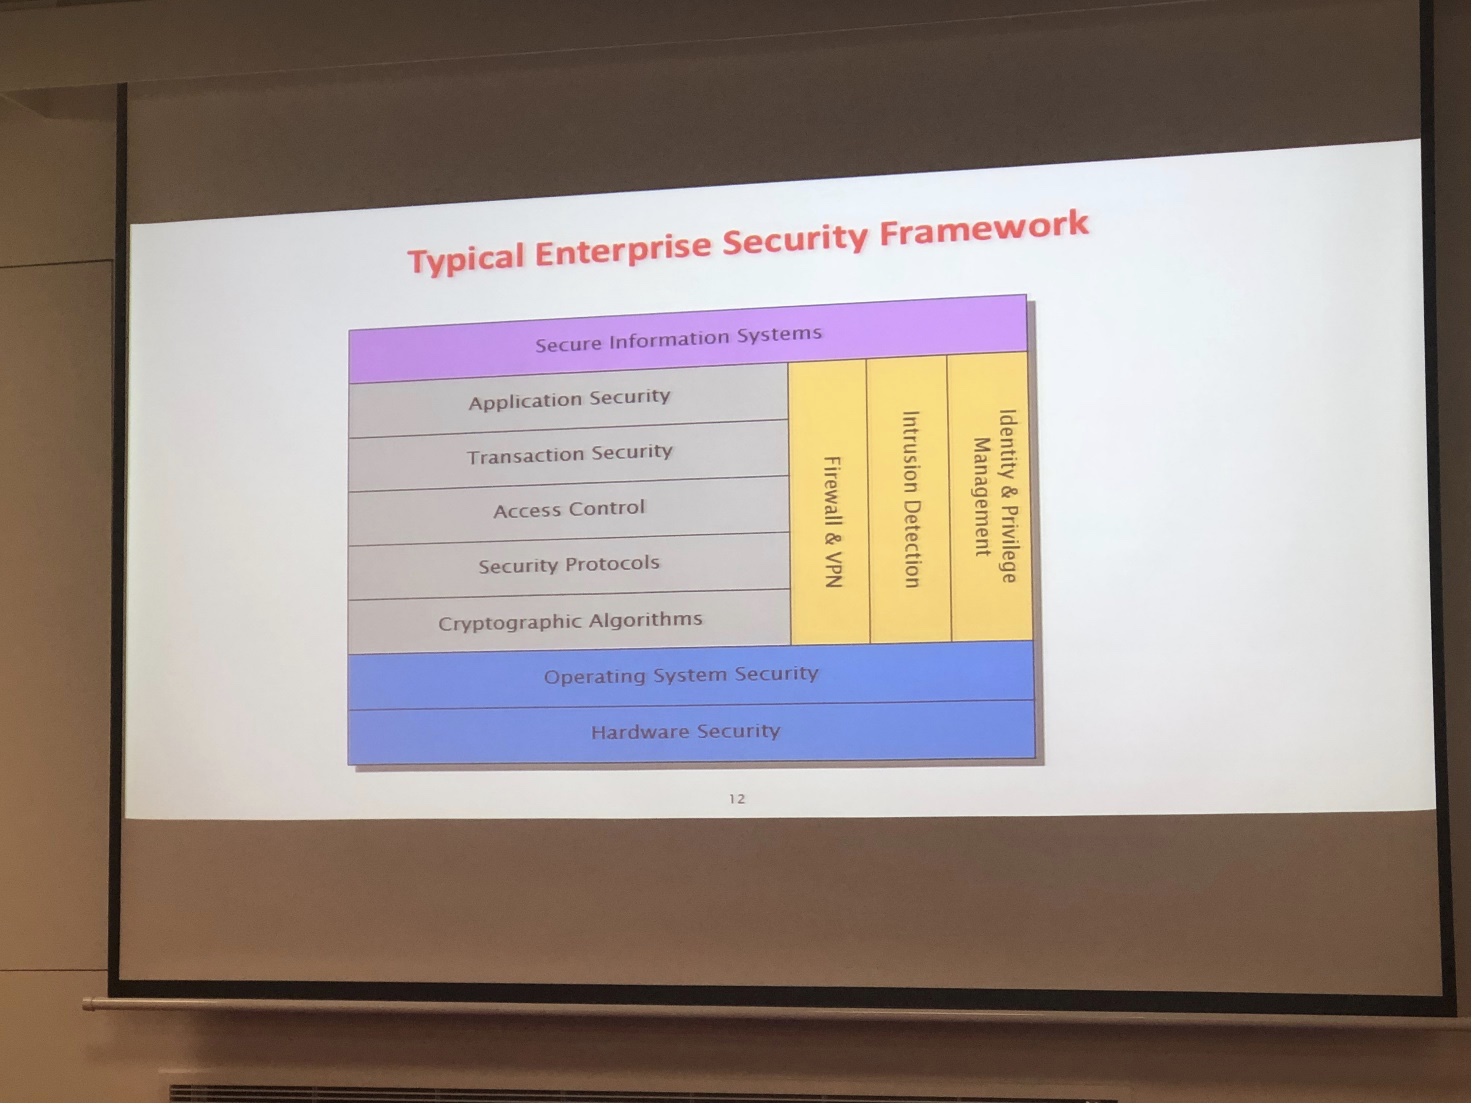 Typical Enterprise Security Framework
Secure Information Systems
Application Security
Transaction Security
Access Control
Security Protocols
Cryptographic Algorithms
Firewall & VPN
Intrusion Detection
Identity & Privilege
Management
Operating System Security
Hardware Security
12